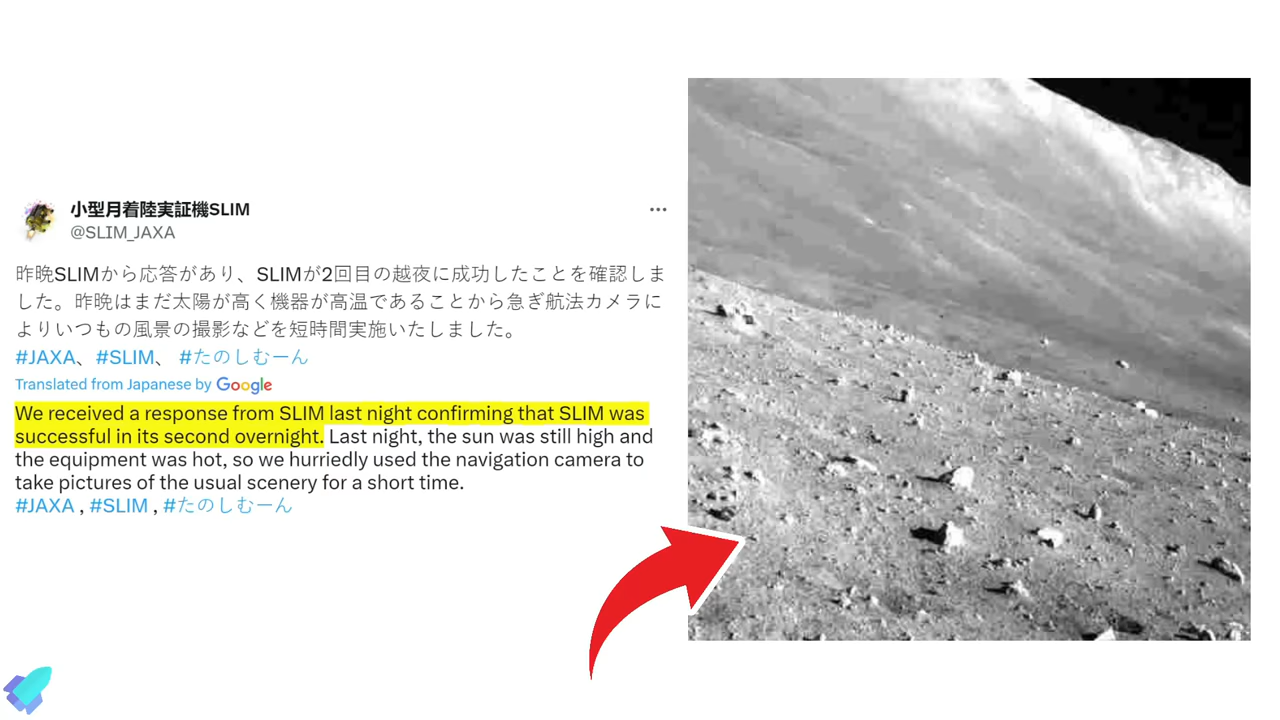 小型月着陸実証機SLIM
@SLIM_JAXA
昨晩SLIMから応答があり、SLIMが2回目の越夜に成功したことを確認しま
した。昨晩はまだ太陽が高く機器が高温であることから急ぎ航法カメラに
よりいつもの風景の撮影などを短時間実施いたしました。
#JAXA、#SLIM、 #たのしむーん
Translated from Japanese by Google
We received a response from SLIM last night confirming that SLIM was
successful in its second overnight. Last night, the sun was still high and
the equipment was hot, so we hurriedly used the navigation camera to
take pictures of the usual scenery for a short time.
#JAXA , #SLIM , #たのしむーん